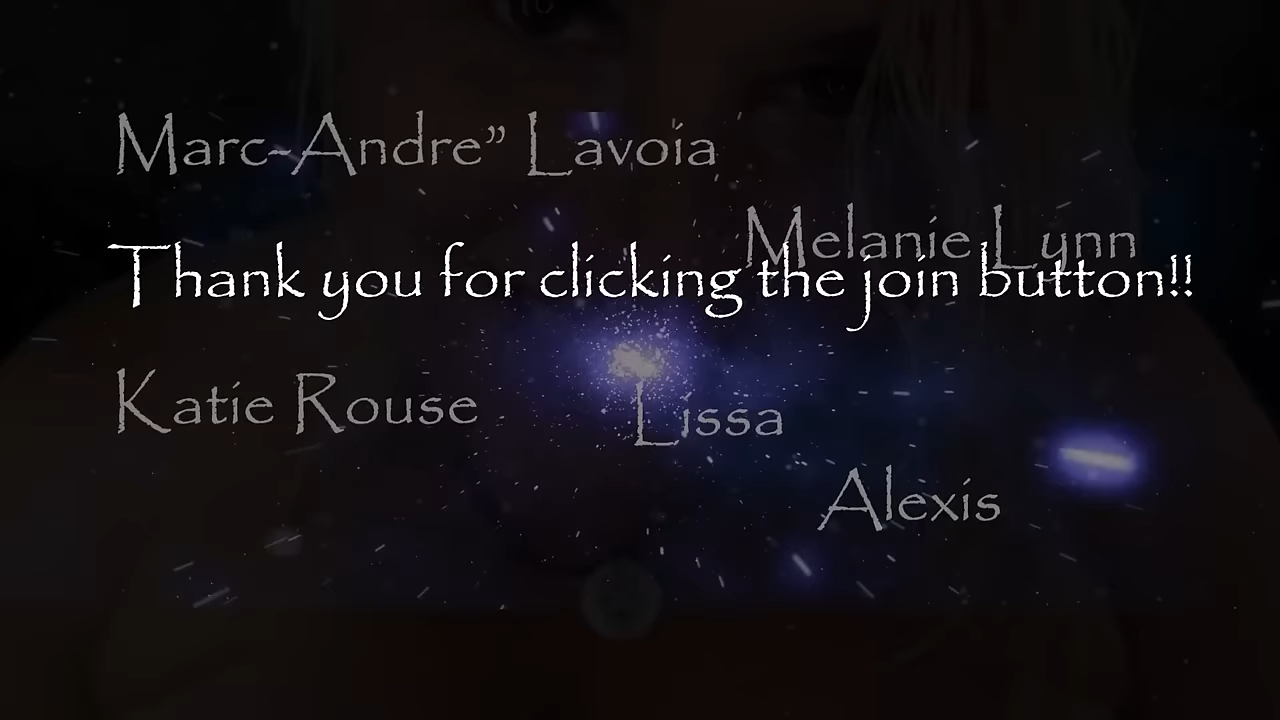 Marc-Andre” Lavoia
Melanie Lynn
Thank you for clicking the join button!!
Katie Rouse
Lissa
Alexis